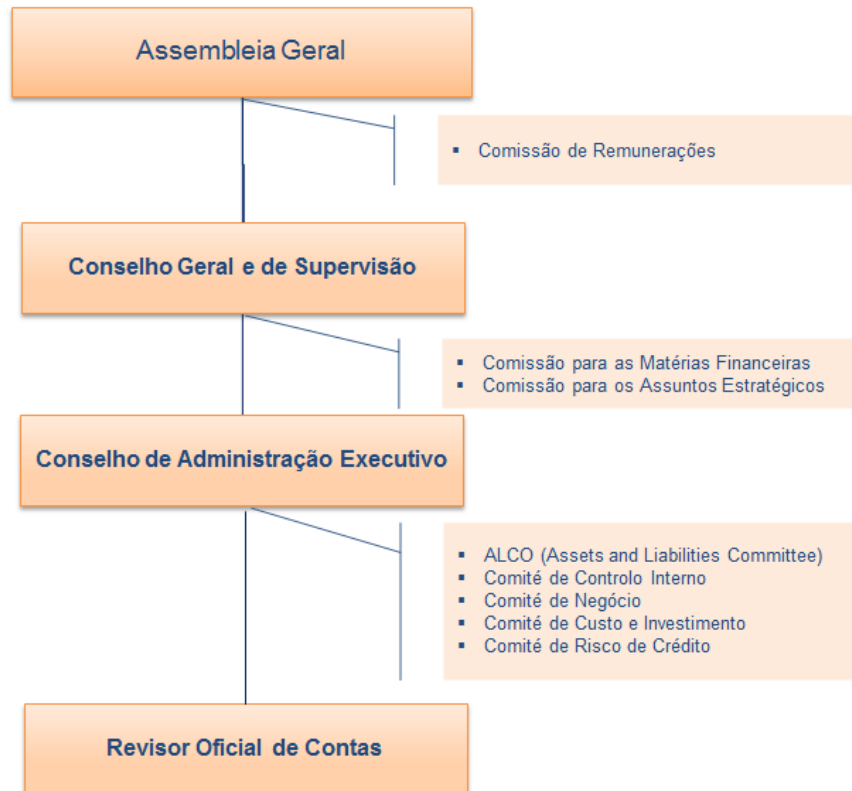 Assembleia Geral
▪ Comissão de Remunerações
Conselho Geral e de Supervisão
▪ Comissão para as Matérias Financeiras
▪ Comissão para os Assuntos Estratégicos
Conselho de Administração Executivo
▪ ALCO (Assets and Liabilities Committee)
▪ Comité de Controlo Interno
▪ Comité de Negócio
▪ Comité de Custo e Investimento
▪ Comité de Risco de Crédito
Revisor Oficial de Contas